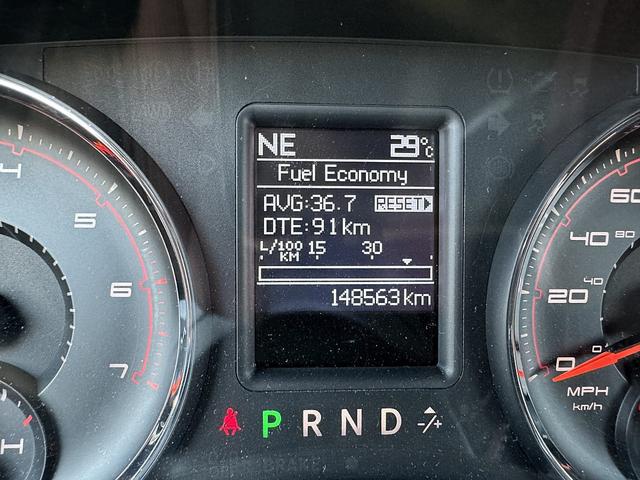 NE 29°C
Fuel Economy
AVG:36.7 RESET
DTE:91km
L/100 KM 15 30
148563km
P R N D -/+
4
5
6
7
H
60
80
40
40
20
0
0
MPH
km/h